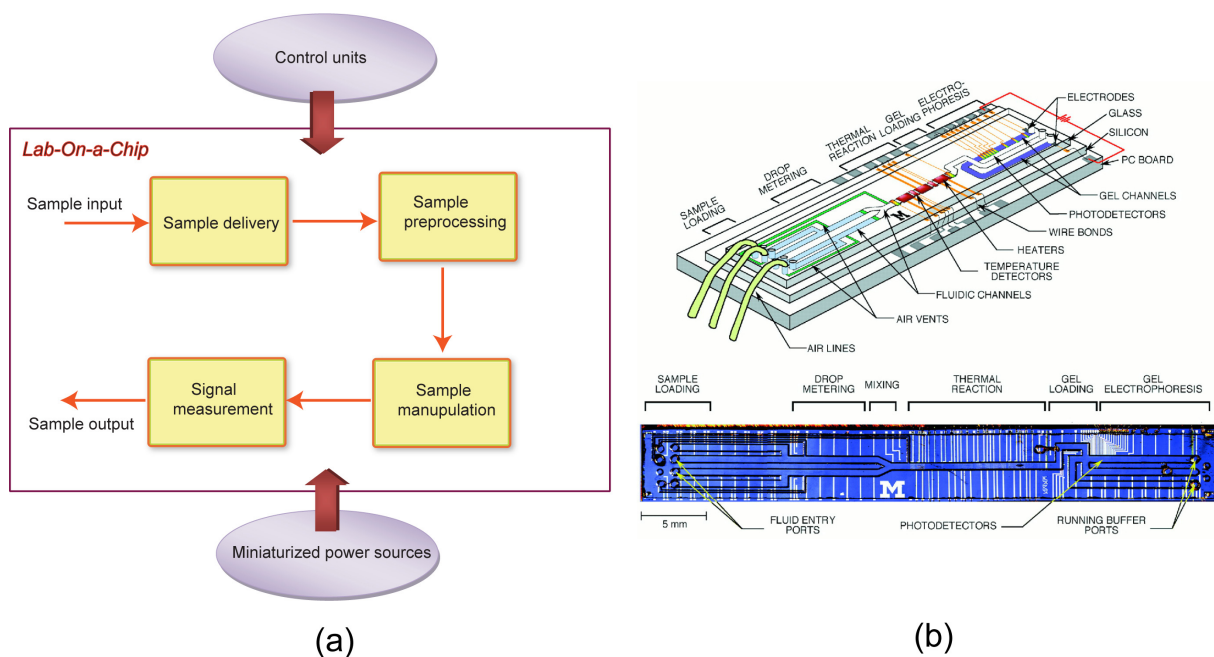 Control units
Lab-On-a-Chip
Sample input
Sample delivery
Sample
preprocessing
Signal
measurement
Sample
manupulation
Sample output
Miniaturized power sources
(a)
SAMPLE
LOADING
DROP
METERING
THERMAL
REACTION
GEL
LOADING
ELECTRO-
PHORESIS
ELECTRODES
GLASS
SILICON
PC BOARD
GEL CHANNELS
PHOTODETECTORS
WIRE BONDS
HEATERS
TEMPERATURE
DETECTORS
FLUIDIC CHANNELS
AIR VENTS
AIR LINES
M
SAMPLE
LOADING
DROP
METERING
MIXING
THERMAL
REACTION
GEL
LOADING
GEL
ELECTROPHORESIS
M
5 mm
FLUID ENTRY
PORTS
PHOTODETECTORS
RUNNING BUFFER
PORTS
(b)